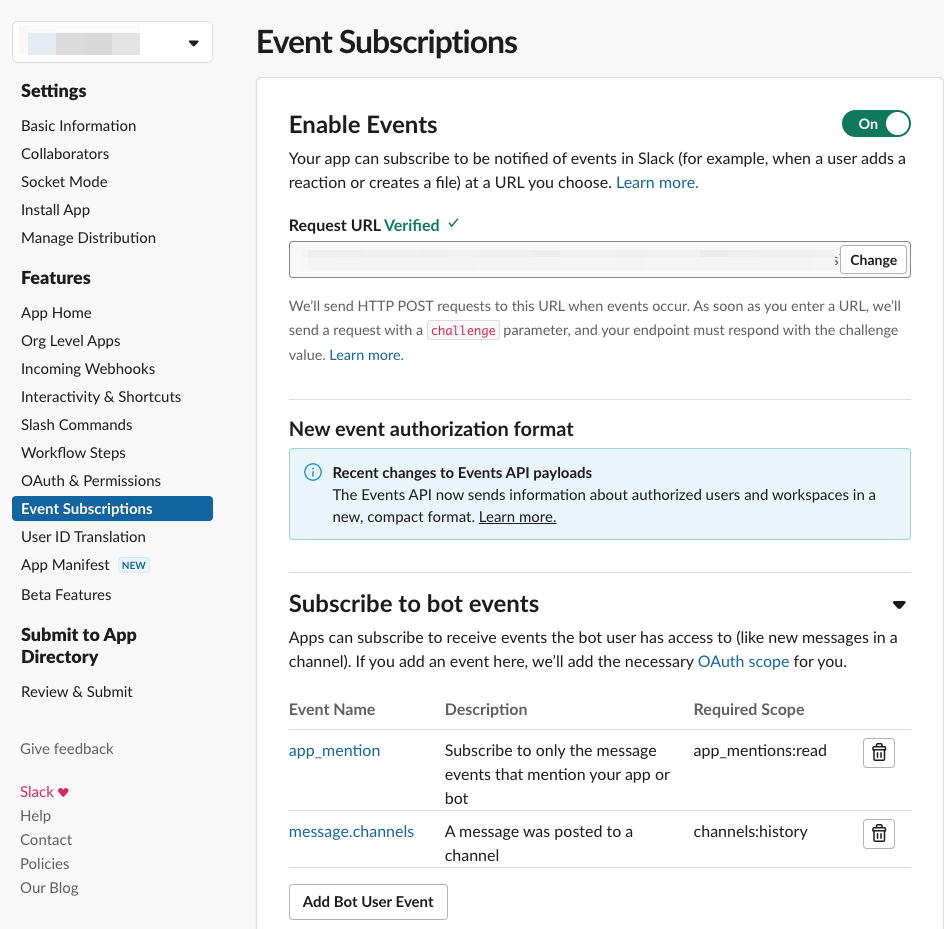 Settings
Basic Information
Collaborators
Socket Mode
Install App
Manage Distribution
Features
App Home
Org Level Apps
Incoming Webhooks
Interactivity & Shortcuts
Slash Commands
Workflow Steps
OAuth & Permissions
Event Subscriptions
User ID Translation
App Manifest NEW
Beta Features
Submit to App
Directory
Review & Submit
Give feedback
Slack ♥
Help
Contact
Policies
Our Blog
Event Subscriptions
Enable Events
On
Your app can subscribe to be notified of events in Slack (for example, when a user adds a
reaction or creates a file) at a URL you choose. Learn more.
Request URL Verified ✓
Change
We’ll send HTTP POST requests to this URL when events occur. As soon as you enter a URL, we’ll
send a request with a challenge parameter, and your endpoint must respond with the challenge
value. Learn more.
New event authorization format
Recent changes to Events API payloads
The Events API now sends information about authorized users and workspaces in a
new, compact format. Learn more.
Subscribe to bot events
Apps can subscribe to receive events the bot user has access to (like new messages in a
channel). If you add an event here, we’ll add the necessary OAuth scope for you.
Event Name Description Required Scope
app_mention Subscribe to only the message app_mentions:read
events that mention your app or
bot
message.channels A message was posted to a channels:history
channel
Add Bot User Event